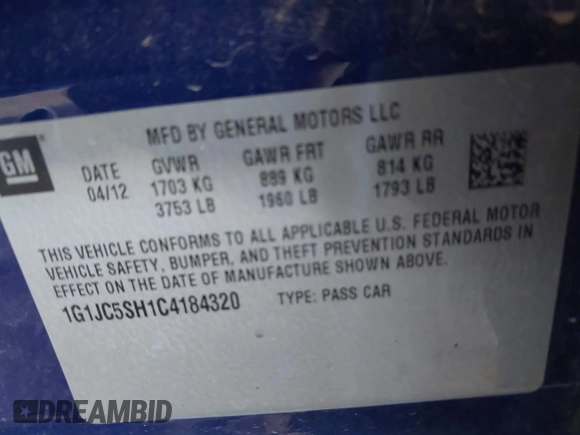 MFD BY GENERAL MOTORS LLC
GM
DATE GVWR GAWR FRT GAWR RR
04/12 1703 KG 889 KG 814 KG
3753 LB 1960 LB 1793 LB
THIS VEHICLE CONFORMS TO ALL APPLICABLE U.S. FEDERAL MOTOR
VEHICLE SAFETY, BUMPER, AND THEFT PREVENTION STANDARDS IN
EFFECT ON THE DATE OF MANUFACTURE SHOWN ABOVE.
1G1JC5SH1C4184320 TYPE: PASS CAR
DREAMBID